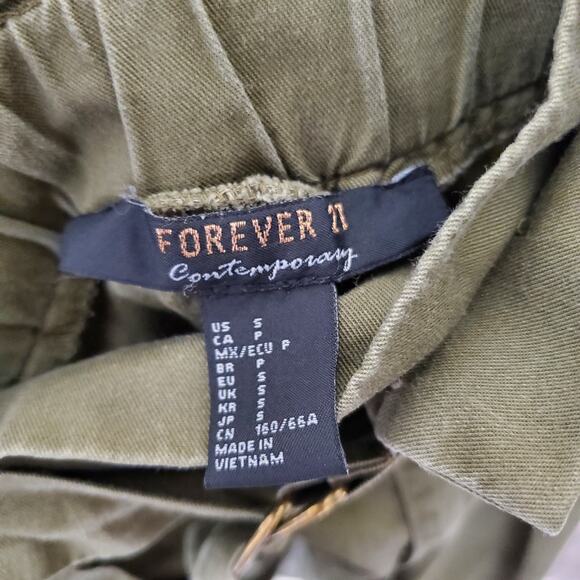 FOREVER 21
Contemporary
US S
CA P
MX/ECU P
BR P
EU S
UK S
KR S
JP S
CN 160/66A
MADE IN
VIETNAM